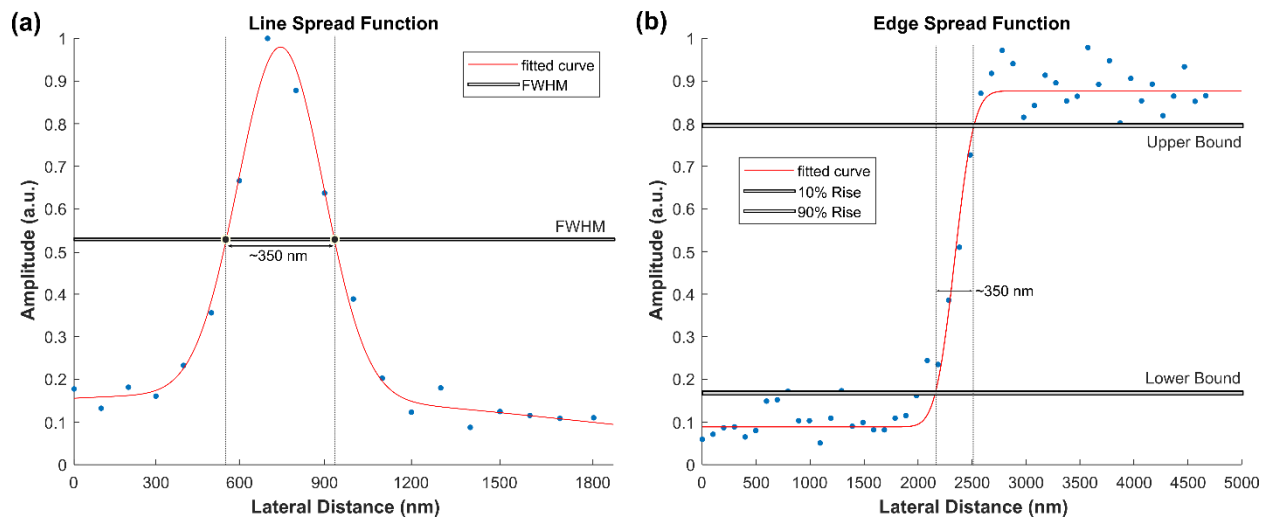 (a)
Line Spread Function
1
0.9
0.8
0.7
0.6
0.5
0.4
0.3
0.2
0.1
0
Amplitude (a.u.)
fitted curve
FWHM
FWHM
~350 nm
0
300
600
900
1200
1500
1800
Lateral Distance (nm)
(b)
Edge Spread Function
1
0.9
0.8
0.7
0.6
0.5
0.4
0.3
0.2
0.1
0
Amplitude (a.u.)
Upper Bound
fitted curve
10% Rise
90% Rise
~350 nm
Lower Bound
0
500
1000
1500
2000
2500
3000
3500
4000
4500
5000
Lateral Distance (nm)